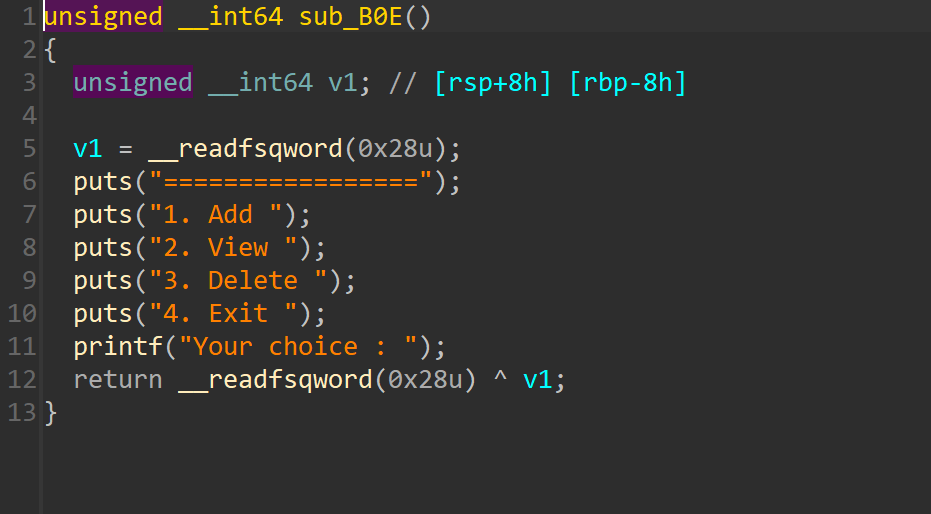 1 unsigned __int64 sub_B0E()
2 {
3   unsigned __int64 v1; // [rsp+8h] [rbp-8h]
4
5   v1 = __readfsqword(0x28u);
6   puts("=================");
7   puts("1. Add ");
8   puts("2. View ");
9   puts("3. Delete ");
10   puts("4. Exit ");
11   printf("Your choice : ");
12   return __readfsqword(0x28u) ^ v1;
13 }